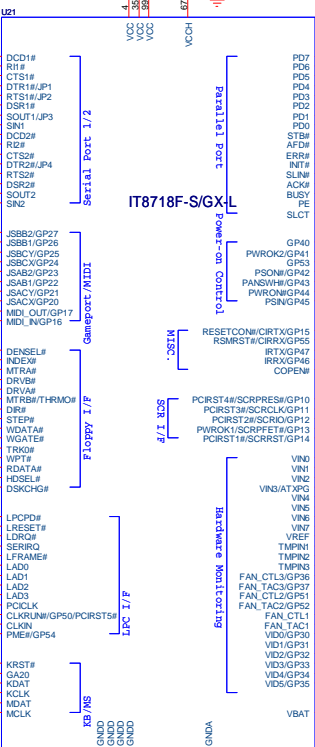 U21
4
35
99
67
VCC
VCC
VCC
VCCH
DCD1#
RI1#
CTS1#
DTR1#/JP1
RTS1#/JP2
DSR1#
SOUT1/JP3
SIN1
DCD2#
RI2#
CTS2#
DTR2#/JP4
RTS2#
DSR2#
SOUT2
SIN2
Serial Port 1/2
JSBB2/GP27
JSBB1/GP26
JSBCY/GP25
JSBCX/GP24
JSAB2/GP23
JSAB1/GP22
JSACY/GP21
JSACX/GP20
MIDI_OUT/GP17
MIDI_IN/GP16
Gameport/MIDI
DENSEL#
INDEX#
MTRA#
DRVB#
DRVA#
MTRB#/THRMO#
DIR#
STEP#
WDATA#
WGATE#
TRK0#
WPT#
RDATA#
HDSEL#
DSKCHG#
Floppy I/F
LPCPD#
LRESET#
LDRQ#
SERIRQ
LFRAME#
LAD0
LAD1
LAD2
LAD3
PCICLK
CLKRUN#/GP50/PCIRST5#
CLKIN
PME#/GP54
LPC I/F
KRST#
GA20
KDAT
KCLK
MDAT
MCLK
KB/MS
IT8718F-S/GX-L
PD7
PD6
PD5
PD4
PD3
PD2
PD1
PD0
STB#
AFD#
ERR#
INIT#
SLIN#
ACK#
BUSY
PE
SLCT
Parallel Port
GP40
PWROK2/GP41
GP53
PSON#/GP42
PANSWH#/GP43
PWRON#/GP44
PSIN/GP45
Power-on Control
RESETCON#/CIRTX/GP15
RSMRST#/CIRRX/GP55
IRTX/GP47
IRRX/GP46
COPEN#
MISC.
PCIRST4#/SCRPRES#/GP10
PCIRST3#/SCRCLK/GP11
PCIRST2#/SCRIO/GP12
PWROK1/SCRPFET#/GP13
PCIRST1#/SCRRST/GP14
SCR I/F
VIN0
VIN1
VIN2
VIN3/ATXPG
VIN4
VIN5
VIN6
VIN7
VREF
TMPIN1
TMPIN2
TMPIN3
FAN_CTL3/GP36
FAN_TAC3/GP37
FAN_CTL2/GP51
FAN_TAC2/GP52
FAN_CTL1
FAN_TAC1
VID0/GP30
VID1/GP31
VID2/GP32
VID3/GP33
VID4/GP34
VID5/GP35
Hardware Monitoring
VBAT
GNDD
GNDD
GNDD
GNDD
GNDA